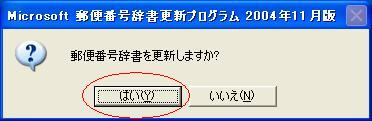 Microsoft 郵便番号辞書更新プログラム 2004年11月版
郵便番号辞書を更新しますか?
はい(Y) いいえ(N)